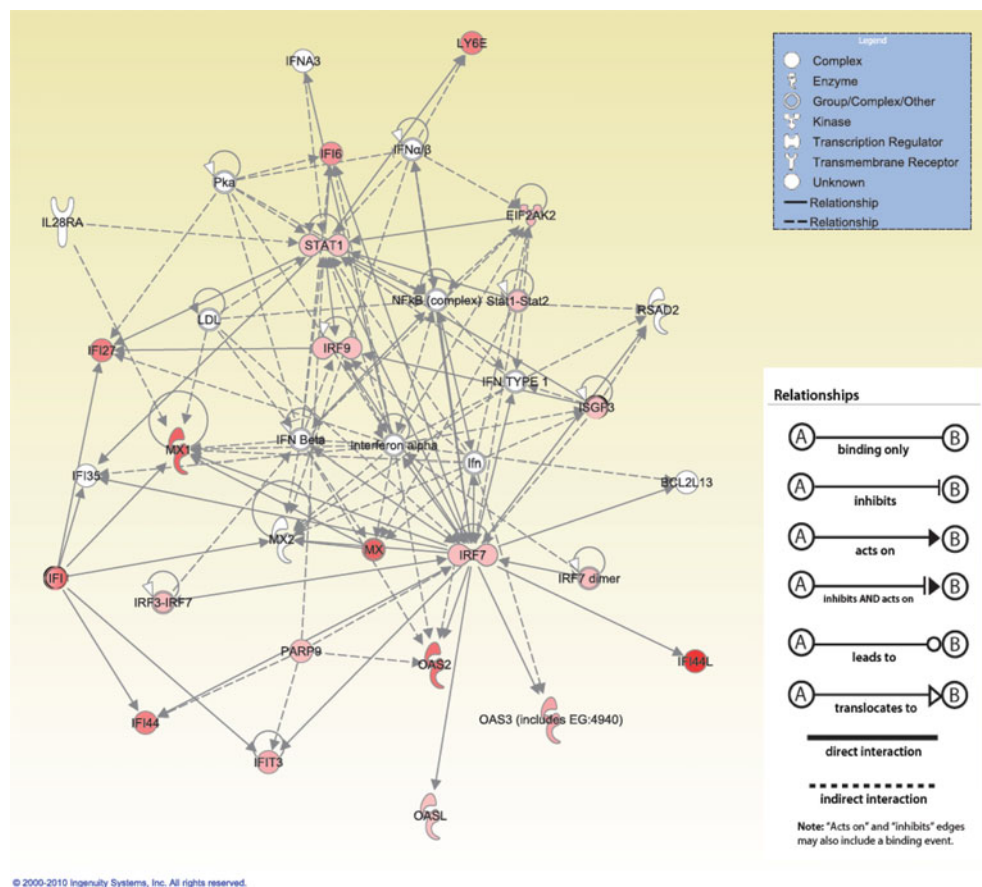 LY6E
IFNA3
IFI6
IFNα/β
Pka
IL28RA
EIF2AK2
STAT1
NFkB (complex)
Stat1-Stat2
RSAD2
LDL
IFI27
IRF9
IFN TYPE 1
ISGF3
MX1
IFN Beta
Interferon alpha
Ifn
IFI35
BCL2L13
MX2
MX
IRF7
IFI
IRF3-IRF7
IRF7 dimer
PARP9
OAS2
IFI44L
IFI44
OAS3 (includes EG:4940)
IFIT3
OASL
Legend
Complex
Enzyme
Group/Complex/Other
Kinase
Transcription Regulator
Transmembrane Receptor
Unknown
Relationship
Relationship
Relationships
A binding only B
A inhibits B
A acts on B
A inhibits AND acts on B
A leads to B
A translocates to B
direct interaction
indirect interaction
Note: "Acts on" and "inhibits" edges
may also include a binding event.
© 2000-2010 Ingenuity Systems, Inc. All rights reserved.